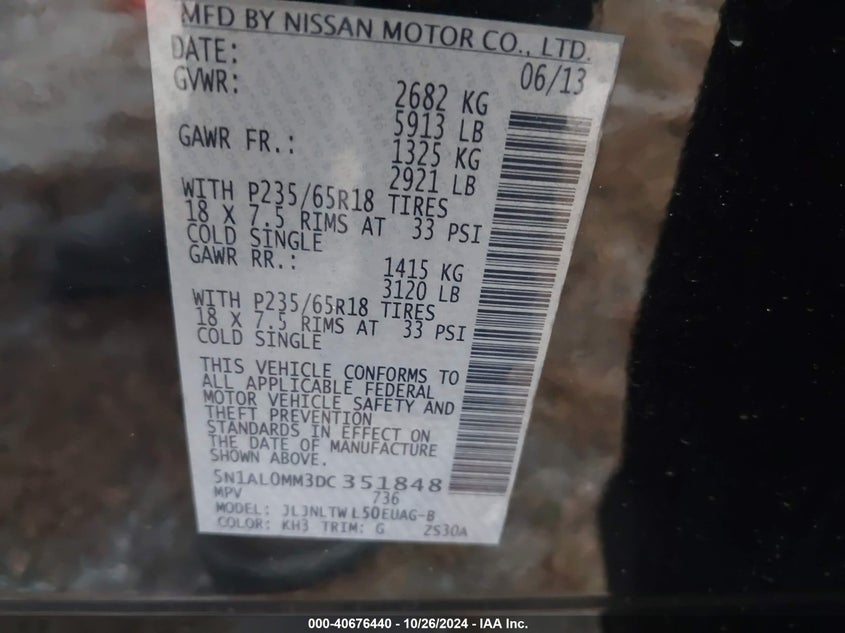 MFD BY NISSAN MOTOR CO., LTD.
DATE: 06/13
GVWR: 2682 KG
5913 LB
GAWR FR.: 1325 KG
2921 LB
WITH P235/65R18 TIRES
18 X 7.5 RIMS AT 33 PSI
COLD SINGLE
GAWR RR.: 1415 KG
3120 LB
WITH P235/65R18 TIRES
18 X 7.5 RIMS AT 33 PSI
COLD SINGLE
THIS VEHICLE CONFORMS TO
ALL APPLICABLE FEDERAL
MOTOR VEHICLE SAFETY AND
THEFT PREVENTION
STANDARDS IN EFFECT ON
THE DATE OF MANUFACTURE
SHOWN ABOVE.
5N1AL0MM3DC351848
MPV 736
MODEL: JLJNLTW L50EUAG-B
COLOR: KH3 TRIM: G ZS30A
000-40676440 - 10/26/2024 - IAA Inc.